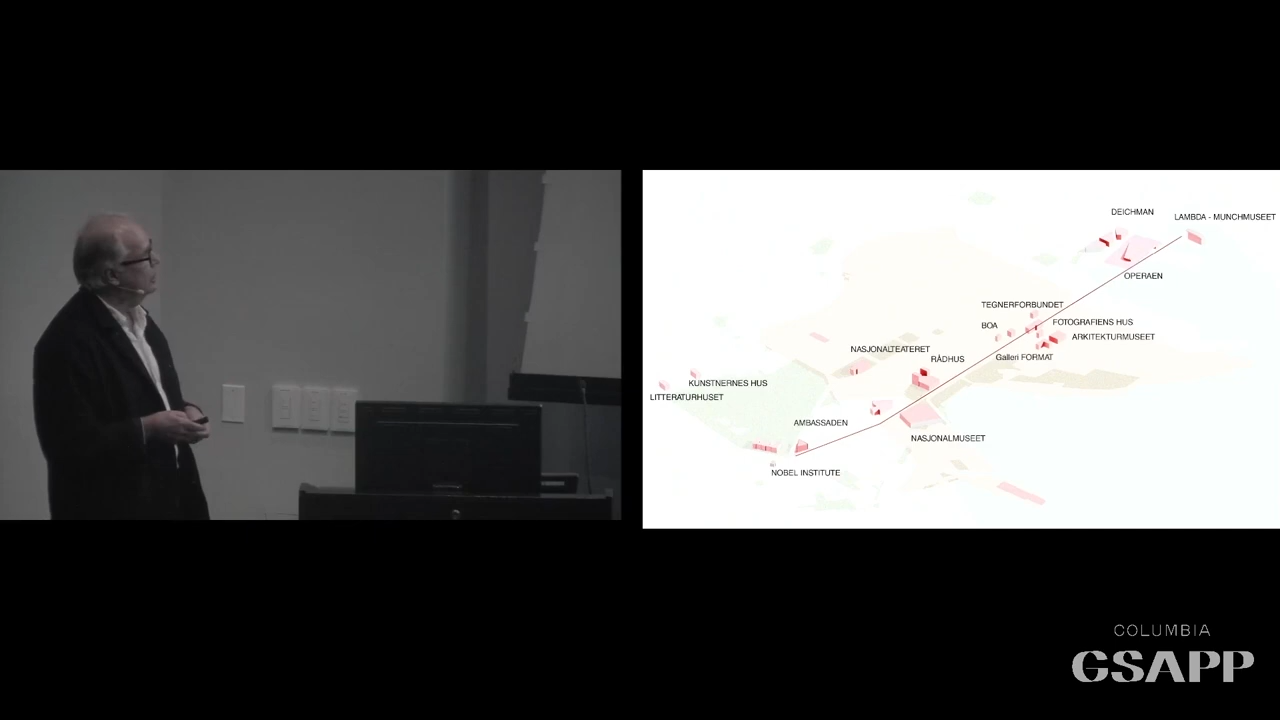 DEICHMAN
LAMBDA - MUNCHMUSEET
OPERAEN
TEGNERFORBUNDET
BOA
FOTOGRAFIENS HUS
ARKITEKTURMUSEET
Galleri FORMAT
NASJONALTEATERET
RÅDHUS
KUNSTNERNES HUS
LITTERATURHUSET
AMBASSADEN
NASJONALMUSEET
NOBEL INSTITUTE
COLUMBIA
GSAPP